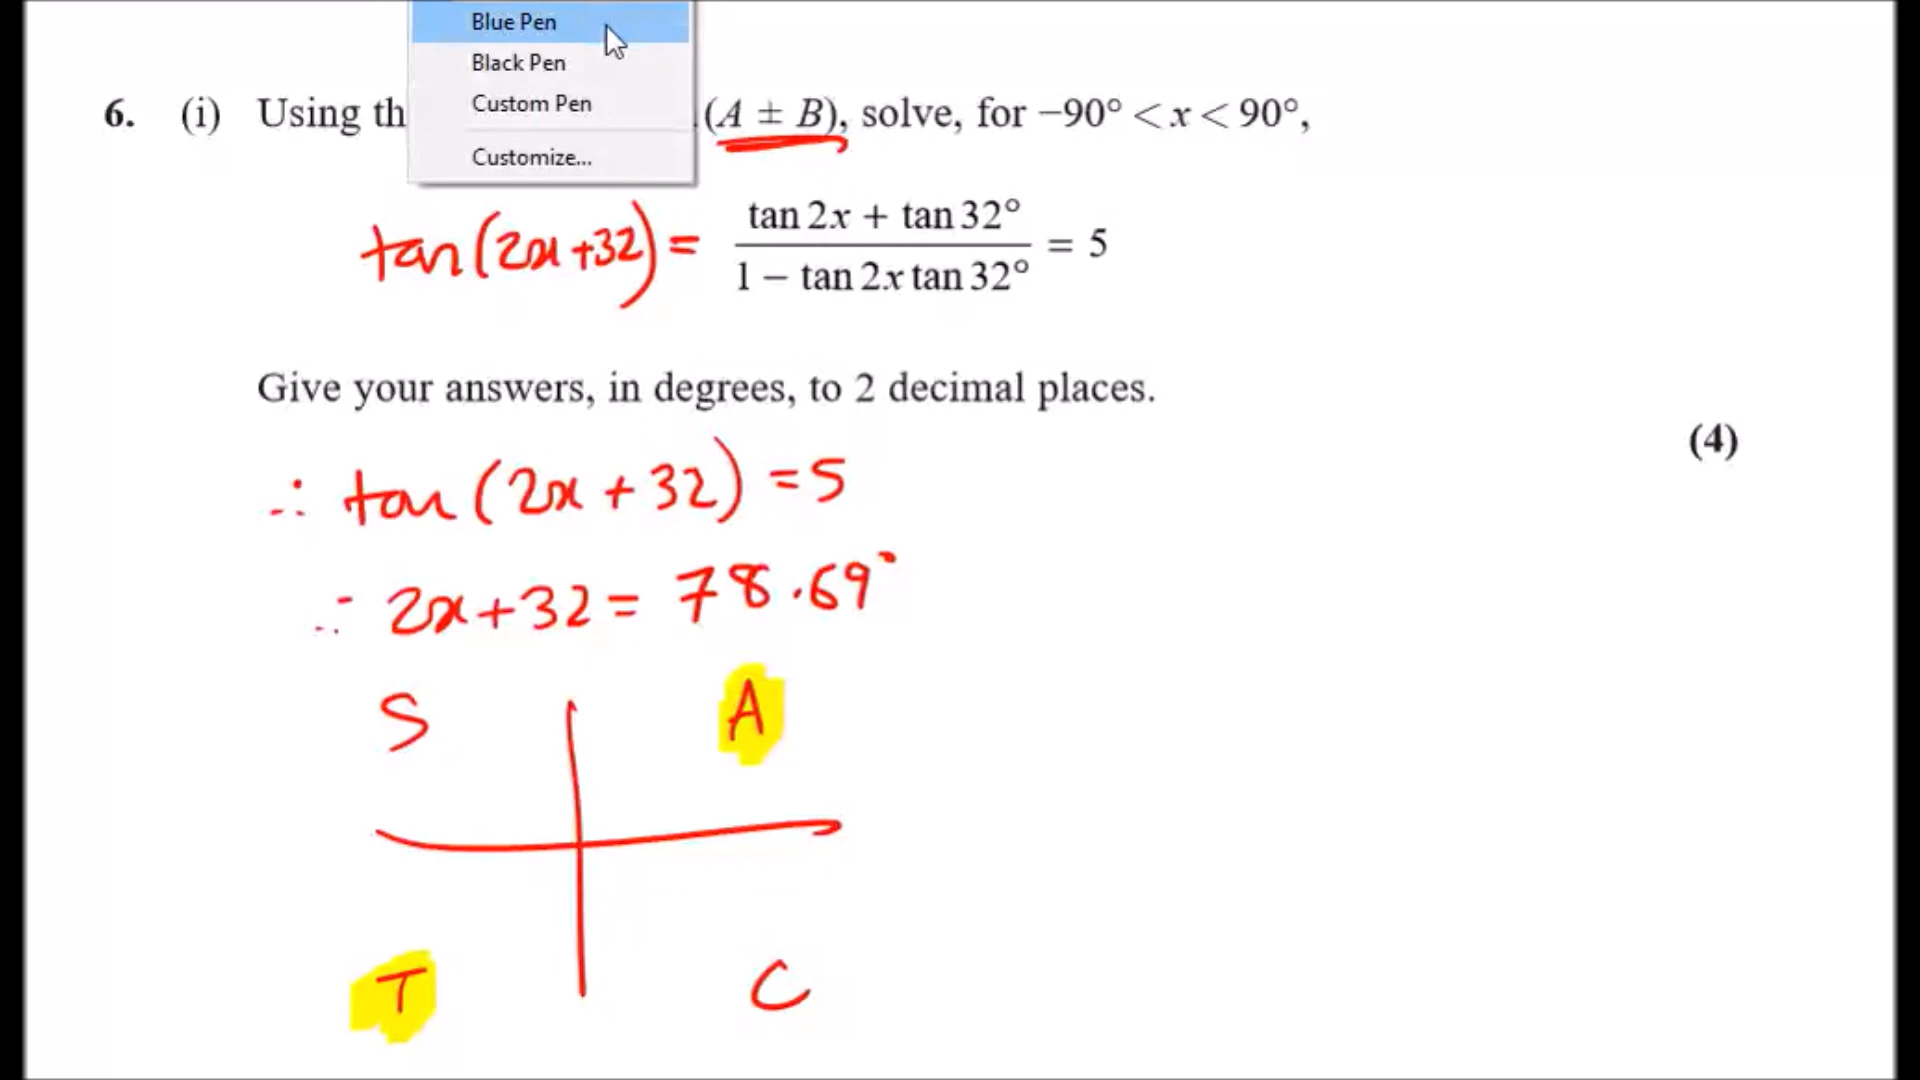 Blue Pen
Black Pen
Custom Pen
Customize...
6. (i) Using th (A ± B), solve, for −90° < x < 90°,
tan(2x+32) = tan 2x + tan 32° / 1 − tan 2x tan 32° = 5
Give your answers, in degrees, to 2 decimal places.
(4)
∴ tan(2x + 32) = 5
∴ 2x+32 = 78.69°
S A
T C